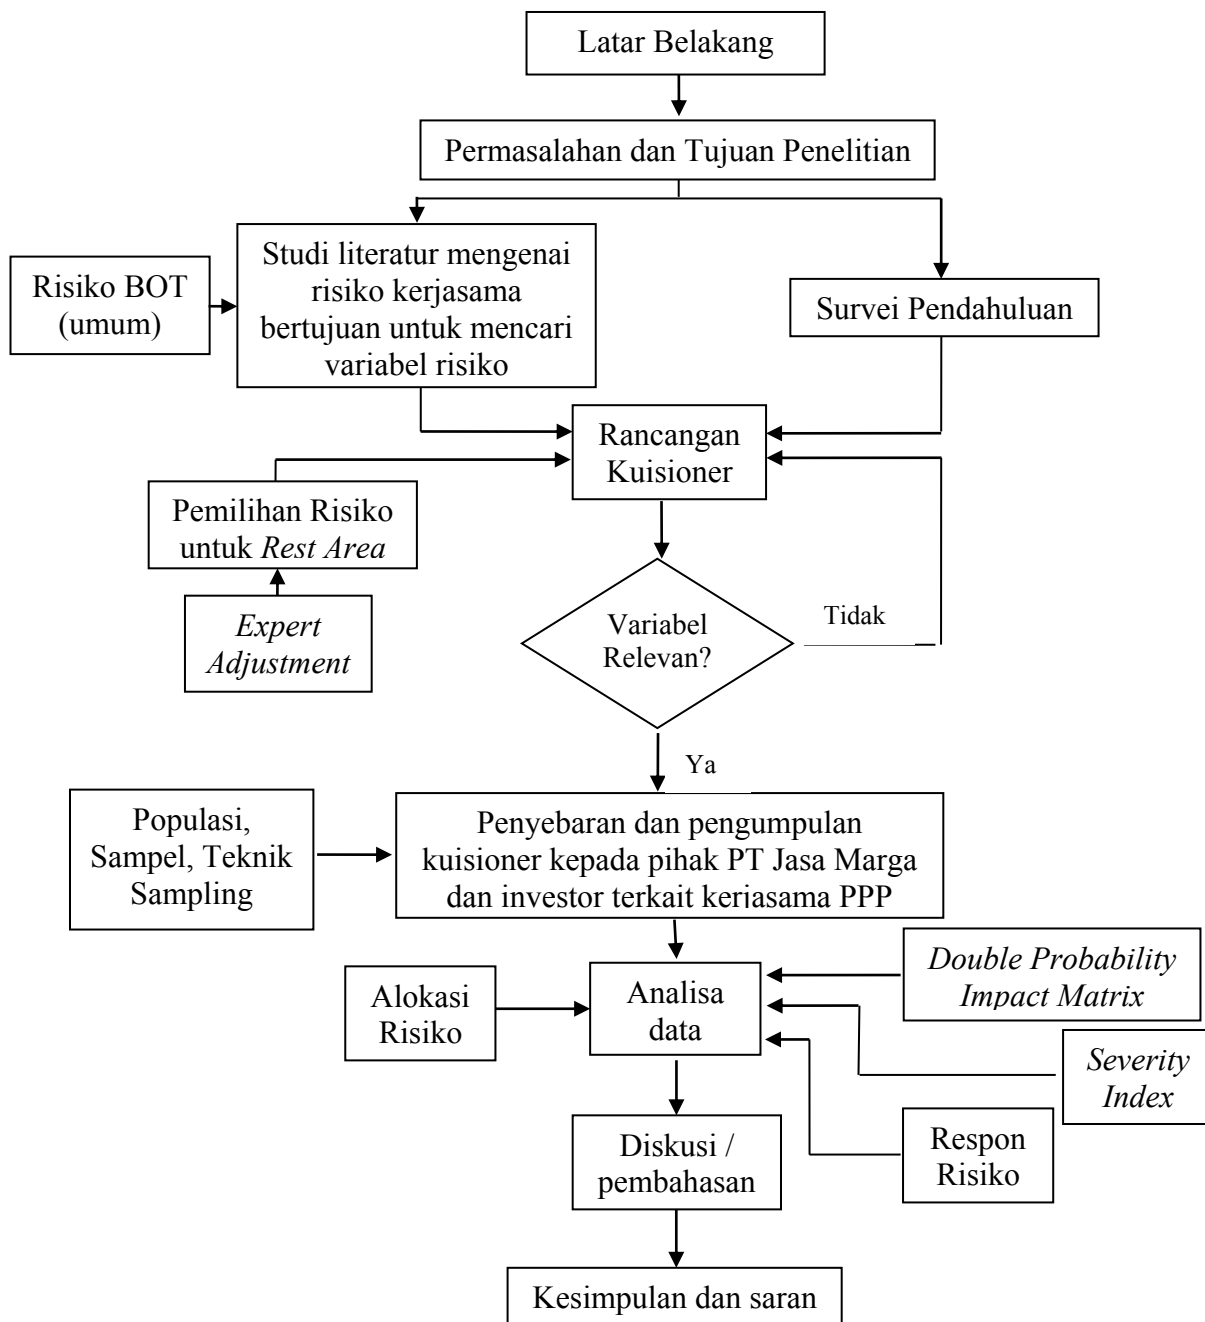 Latar Belakang
Permasalahan dan Tujuan Penelitian
Studi literatur mengenai
risiko kerjasama
bertujuan untuk mencari
variabel risiko
Risiko BOT
(umum)
Survei Pendahuluan
Rancangan
Kuisioner
Pemilihan Risiko
untuk Rest Area
Expert
Adjustment
Variabel
Relevan?
Tidak
Ya
Populasi,
Sampel, Teknik
Sampling
Penyebaran dan pengumpulan
kuisioner kepada pihak PT Jasa Marga
dan investor terkait kerjasama PPP
Double Probability
Impact Matrix
Alokasi
Risiko
Analisa
data
Severity
Index
Respon
Risiko
Diskusi /
pembahasan
Kesimpulan dan saran